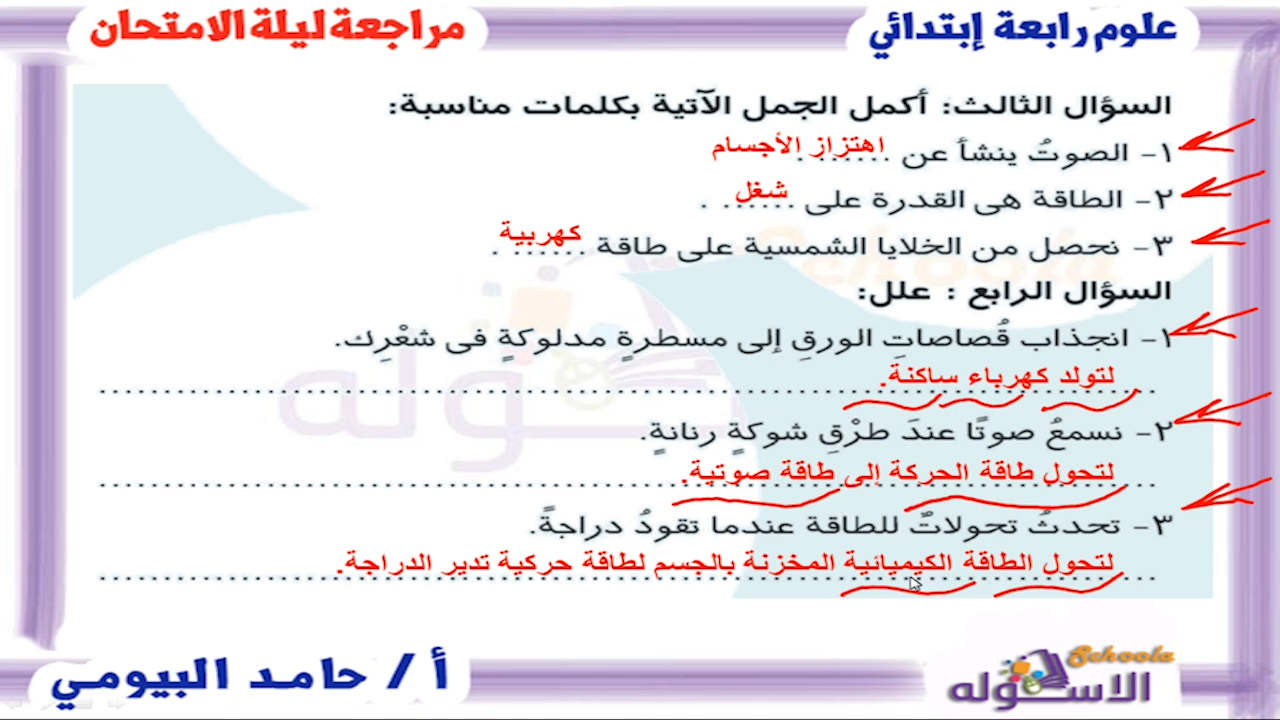 علوم رابعة إبتدائي
مراجعة ليلة الامتحان
السؤال الثالث: أكمل الجمل الآتية بكلمات مناسبة:
١- الصوتُ ينشأ عن اهتزاز الأجسام.
٢- الطاقة هى القدرة على شغل.
٣- نحصل من الخلايا الشمسية على طاقة كهربية.
السؤال الرابع : علل:
١- انجذاب قُصاصاتِ الورقِ إلى مسطرةٍ مدلوكةٍ فى شعْرِك.
لتولد كهرباء ساكنة.
٢- نسمعُ صوتًا عندَ طرْقِ شوكةٍ رنانةٍ.
لتحول طاقة الحركة إلى طاقة صوتية.
٣- تحدثُ تحولاتٌ للطاقة عندما تقودُ دراجةً.
لتحول الطاقة الكيميائية المخزنة بالجسم لطاقة حركية تدير الدراجة.
أ / حامد البيومي
Schoola
الاسكوله